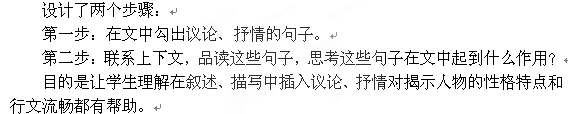 设计了两个步骤：
第一步：在文中勾出议论、抒情的句子。
第二步：联系上下文，品读这些句子，思考这些句子在文中起到什么作用？
目的是让学生理解在叙述、描写中插入议论、抒情对揭示人物的性格特点和
行文流畅都有帮助。